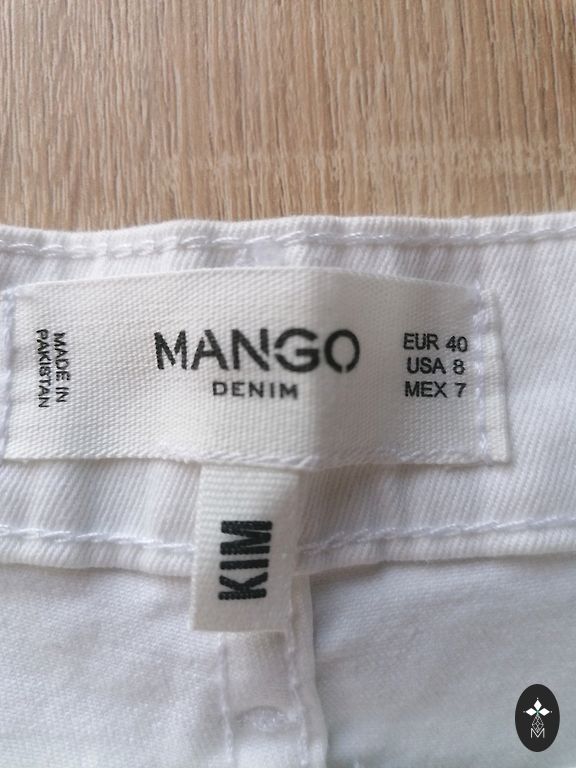 MADE IN
PAKISTAN
MANGO
DENIM
EUR 40
USA 8
MEX 7
KIM
M